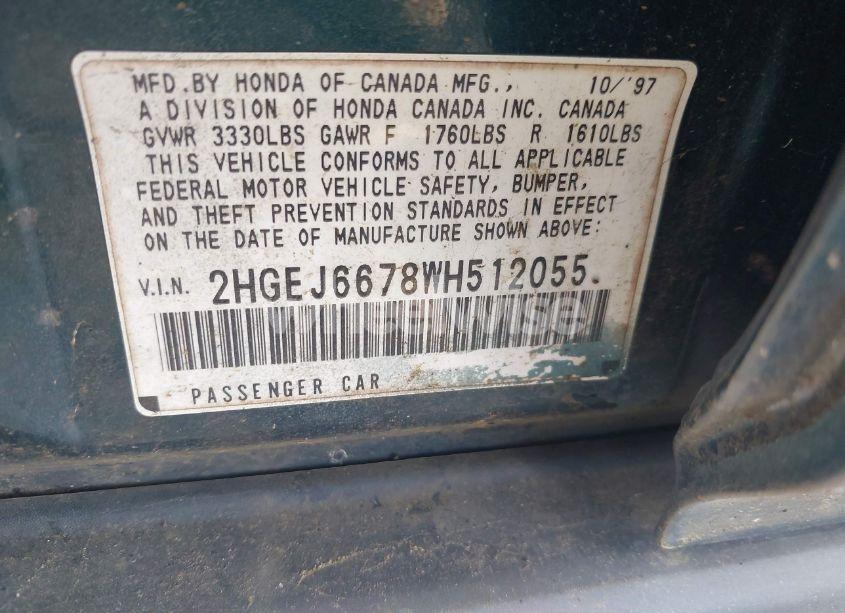 MFD.BY HONDA OF CANADA MFG., 10/'97
A DIVISION OF HONDA CANADA INC. CANADA
GVWR 3330LBS GAWR F 1760LBS R 1610LBS
THIS VEHICLE CONFORMS TO ALL APPLICABLE
FEDERAL MOTOR VEHICLE SAFETY, BUMPER,
AND THEFT PREVENTION STANDARDS IN EFFECT
ON THE DATE OF MANUFACTURE SHOWN ABOVE:
V.I.N. 2HGEJ6678WH512055
PASSENGER CAR